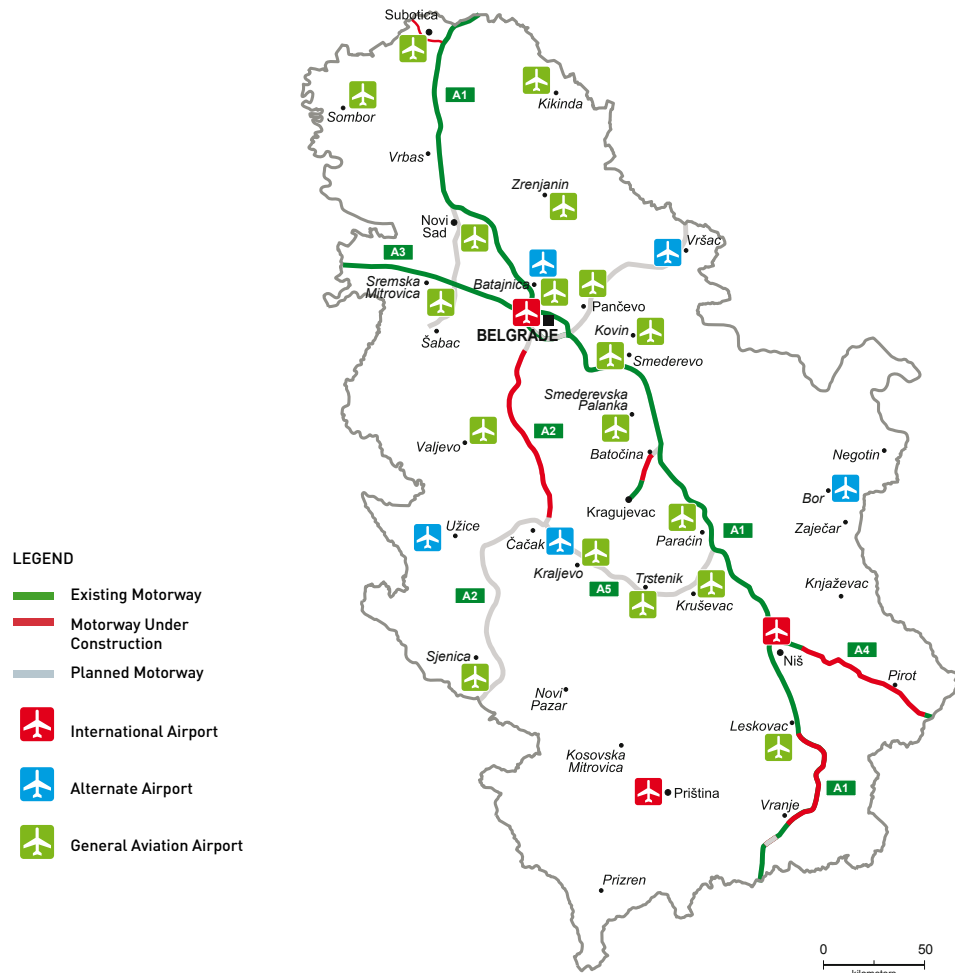 Subotica
A1
Kikinda
Sombor
Vrbas
Zrenjanin
Novi
Sad
A3
Vršac
Sremska
Mitrovica
Batajnica
Pančevo
BELGRADE
Kovin
Šabac
Smederevo
Smederevska
Palanka
A2
Valjevo
Batočina
Negotin
Bor
Kragujevac
Užice
Zaječar
Čačak
Paraćin
A1
Kraljevo
Trstenik
A5
A2
Kruševac
Knjaževac
LEGEND
Existing Motorway
Motorway Under
Construction
Planned Motorway
International Airport
Alternate Airport
General Aviation Airport
Niš
A4
Sjenica
Pirot
Novi
Pazar
Leskovac
Kosovska
Mitrovica
Priština
A1
Vranje
Prizren
0 50
kilometers